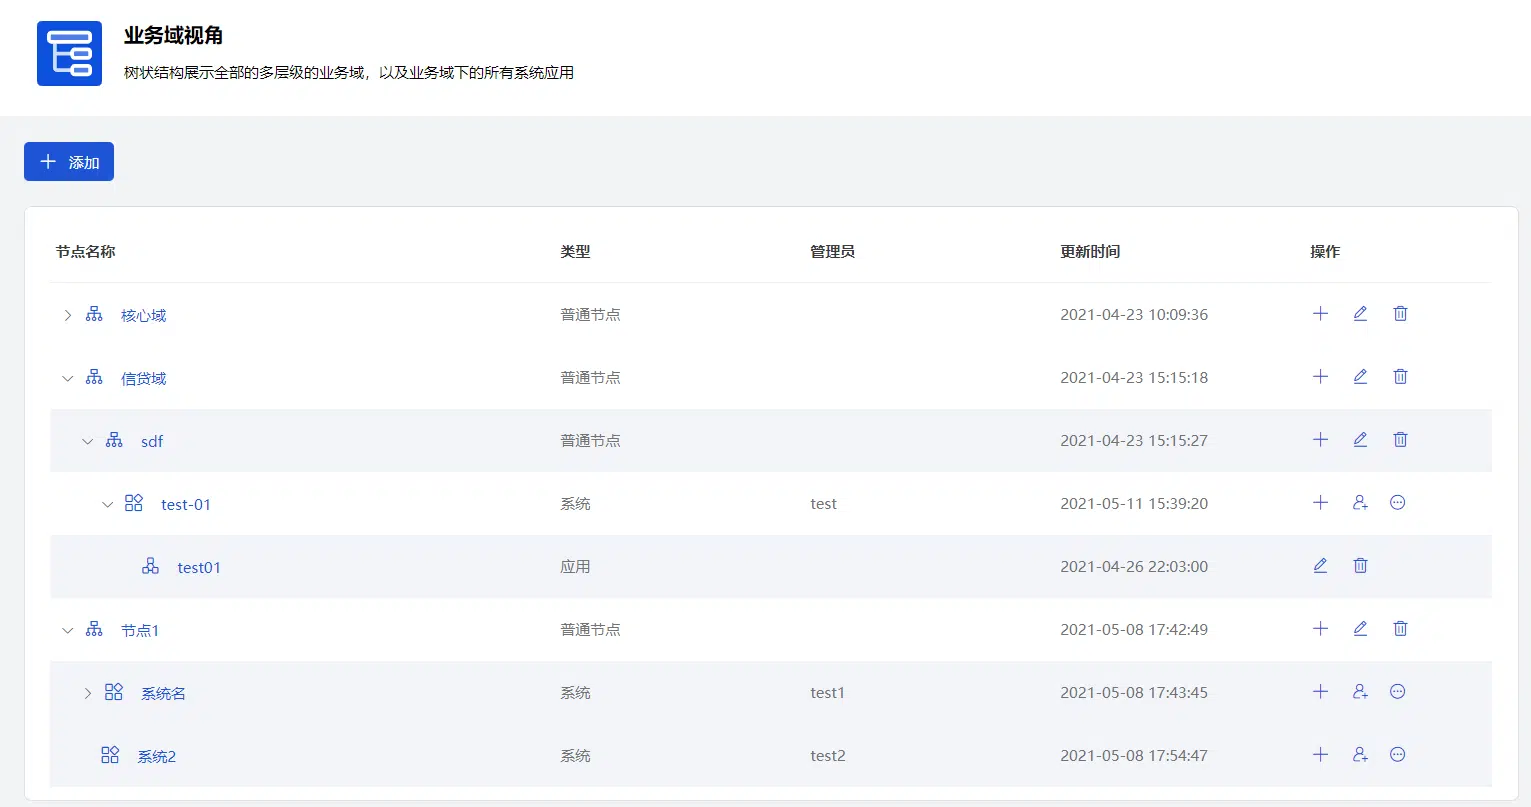 业务域视角
树状结构展示全部的多层级的业务域，以及业务域下的所有系统应用
添加
节点名称 类型 管理员 更新时间 操作
核心域 普通节点 2021-04-23 10:09:36
信贷域 普通节点 2021-04-23 15:15:18
sdf 普通节点 2021-04-23 15:15:27
test-01 系统 test 2021-05-11 15:39:20
test01 应用 2021-04-26 22:03:00
节点1 普通节点 2021-05-08 17:42:49
系统名 系统 test1 2021-05-08 17:43:45
系统2 系统 test2 2021-05-08 17:54:47